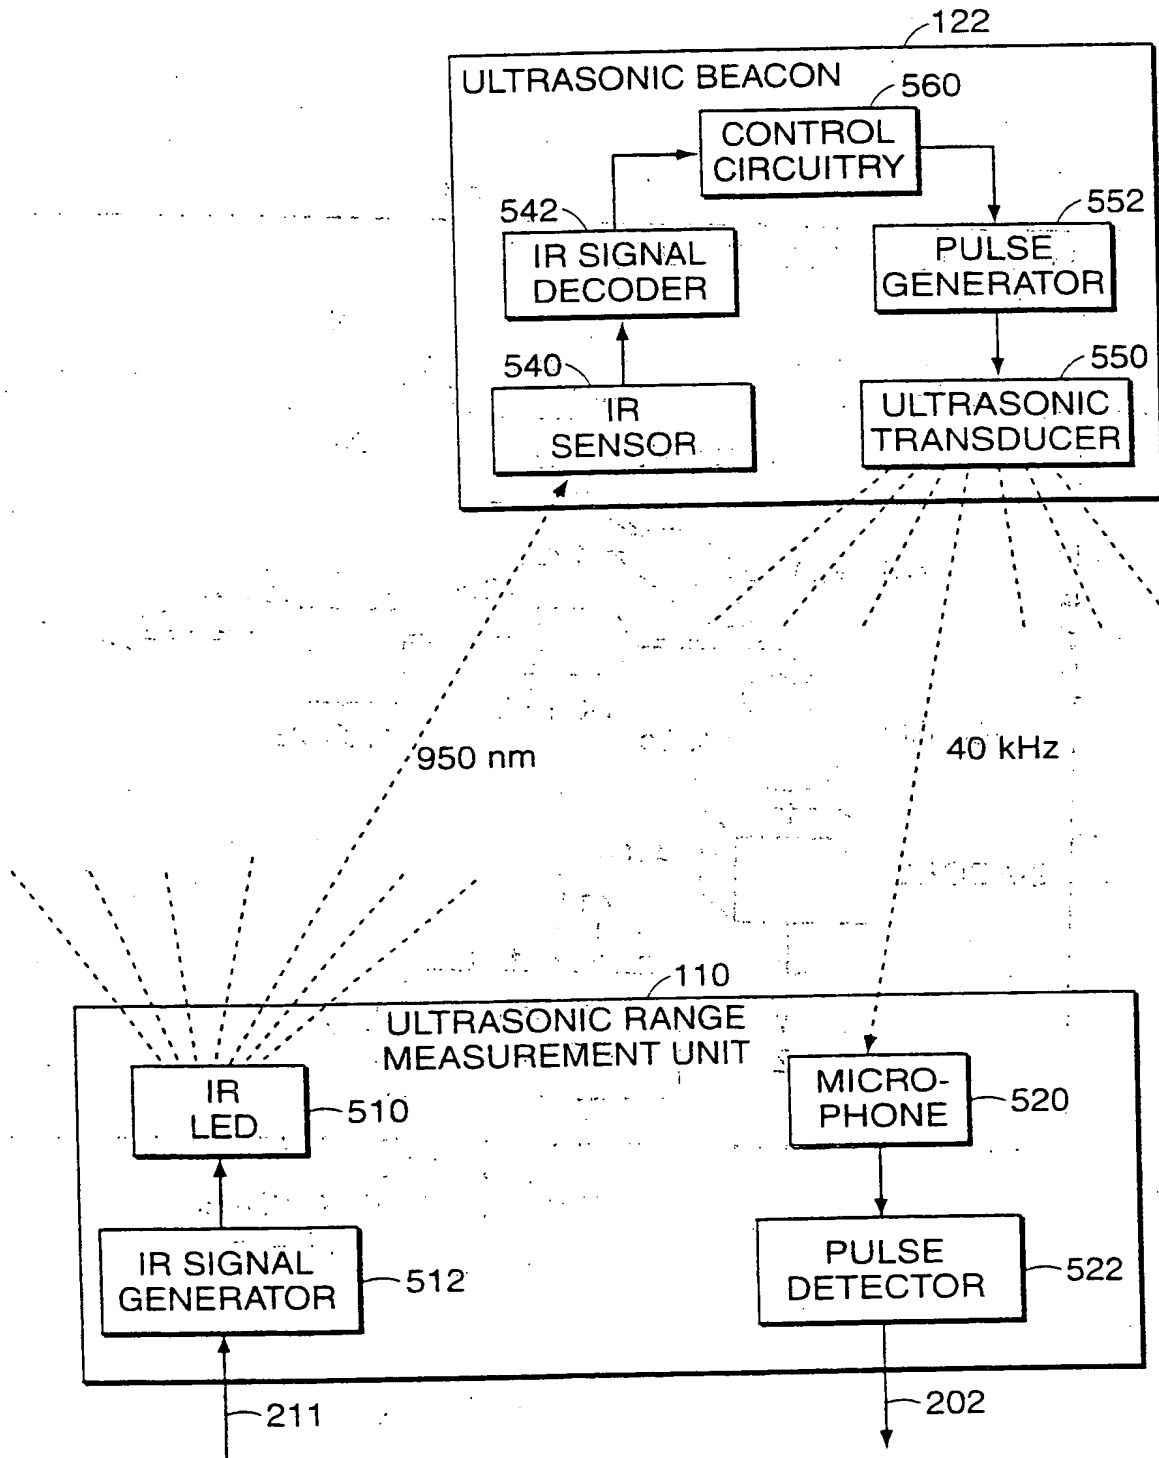 122
ULTRASONIC BEACON
560
CONTROL
CIRCUITRY
542
552
IR SIGNAL
DECODER
PULSE
GENERATOR
540
550
IR
SENSOR
ULTRASONIC
TRANSDUCER
950 nm
40 kHz
110
ULTRASONIC RANGE
MEASUREMENT UNIT
IR
LED
510
MICRO-
PHONE
520
IR SIGNAL
GENERATOR
512
PULSE
DETECTOR
522
211
202